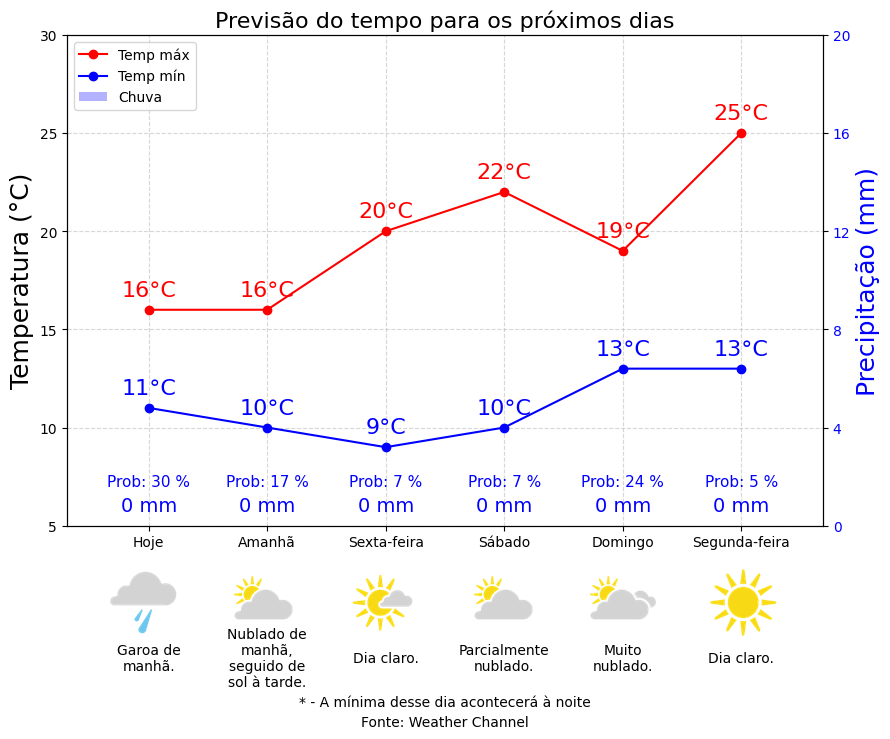 Previsão do tempo para os próximos dias
Temp máx
Temp mín
Chuva
Temperatura (°C)
30
25
20
15
10
5
Precipitação (mm)
20
16
12
8
4
0
16°C
16°C
20°C
22°C
19°C
25°C
11°C
10°C
9°C
10°C
13°C
13°C
Prob: 30 %
Prob: 17 %
Prob: 7 %
Prob: 7 %
Prob: 24 %
Prob: 5 %
0 mm
0 mm
0 mm
0 mm
0 mm
0 mm
Hoje
Amanhã
Sexta-feira
Sábado
Domingo
Segunda-feira
Garoa de
manhã.
Nublado de
manhã,
seguido de
sol à tarde.
Dia claro.
Parcialmente
nublado.
Muito
nublado.
Dia claro.
* - A mínima desse dia acontecerá à noite
Fonte: Weather Channel